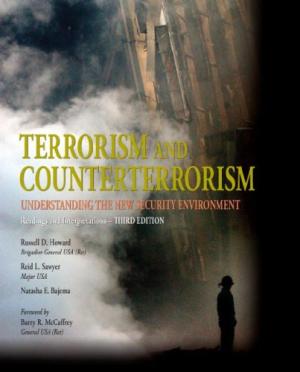 TERRORISM AND
COUNTERTERRORISM
UNDERSTANDING THE NEW SECURITY ENVIRONMENT
Readings and Interpretations – THIRD EDITION
Russell D. Howard
Brigadier General USA (Ret)
Reid L. Sawyer
Major USA
Natasha E. Bajema
Foreword by
Barry R. McCaffrey
General USA (Ret)